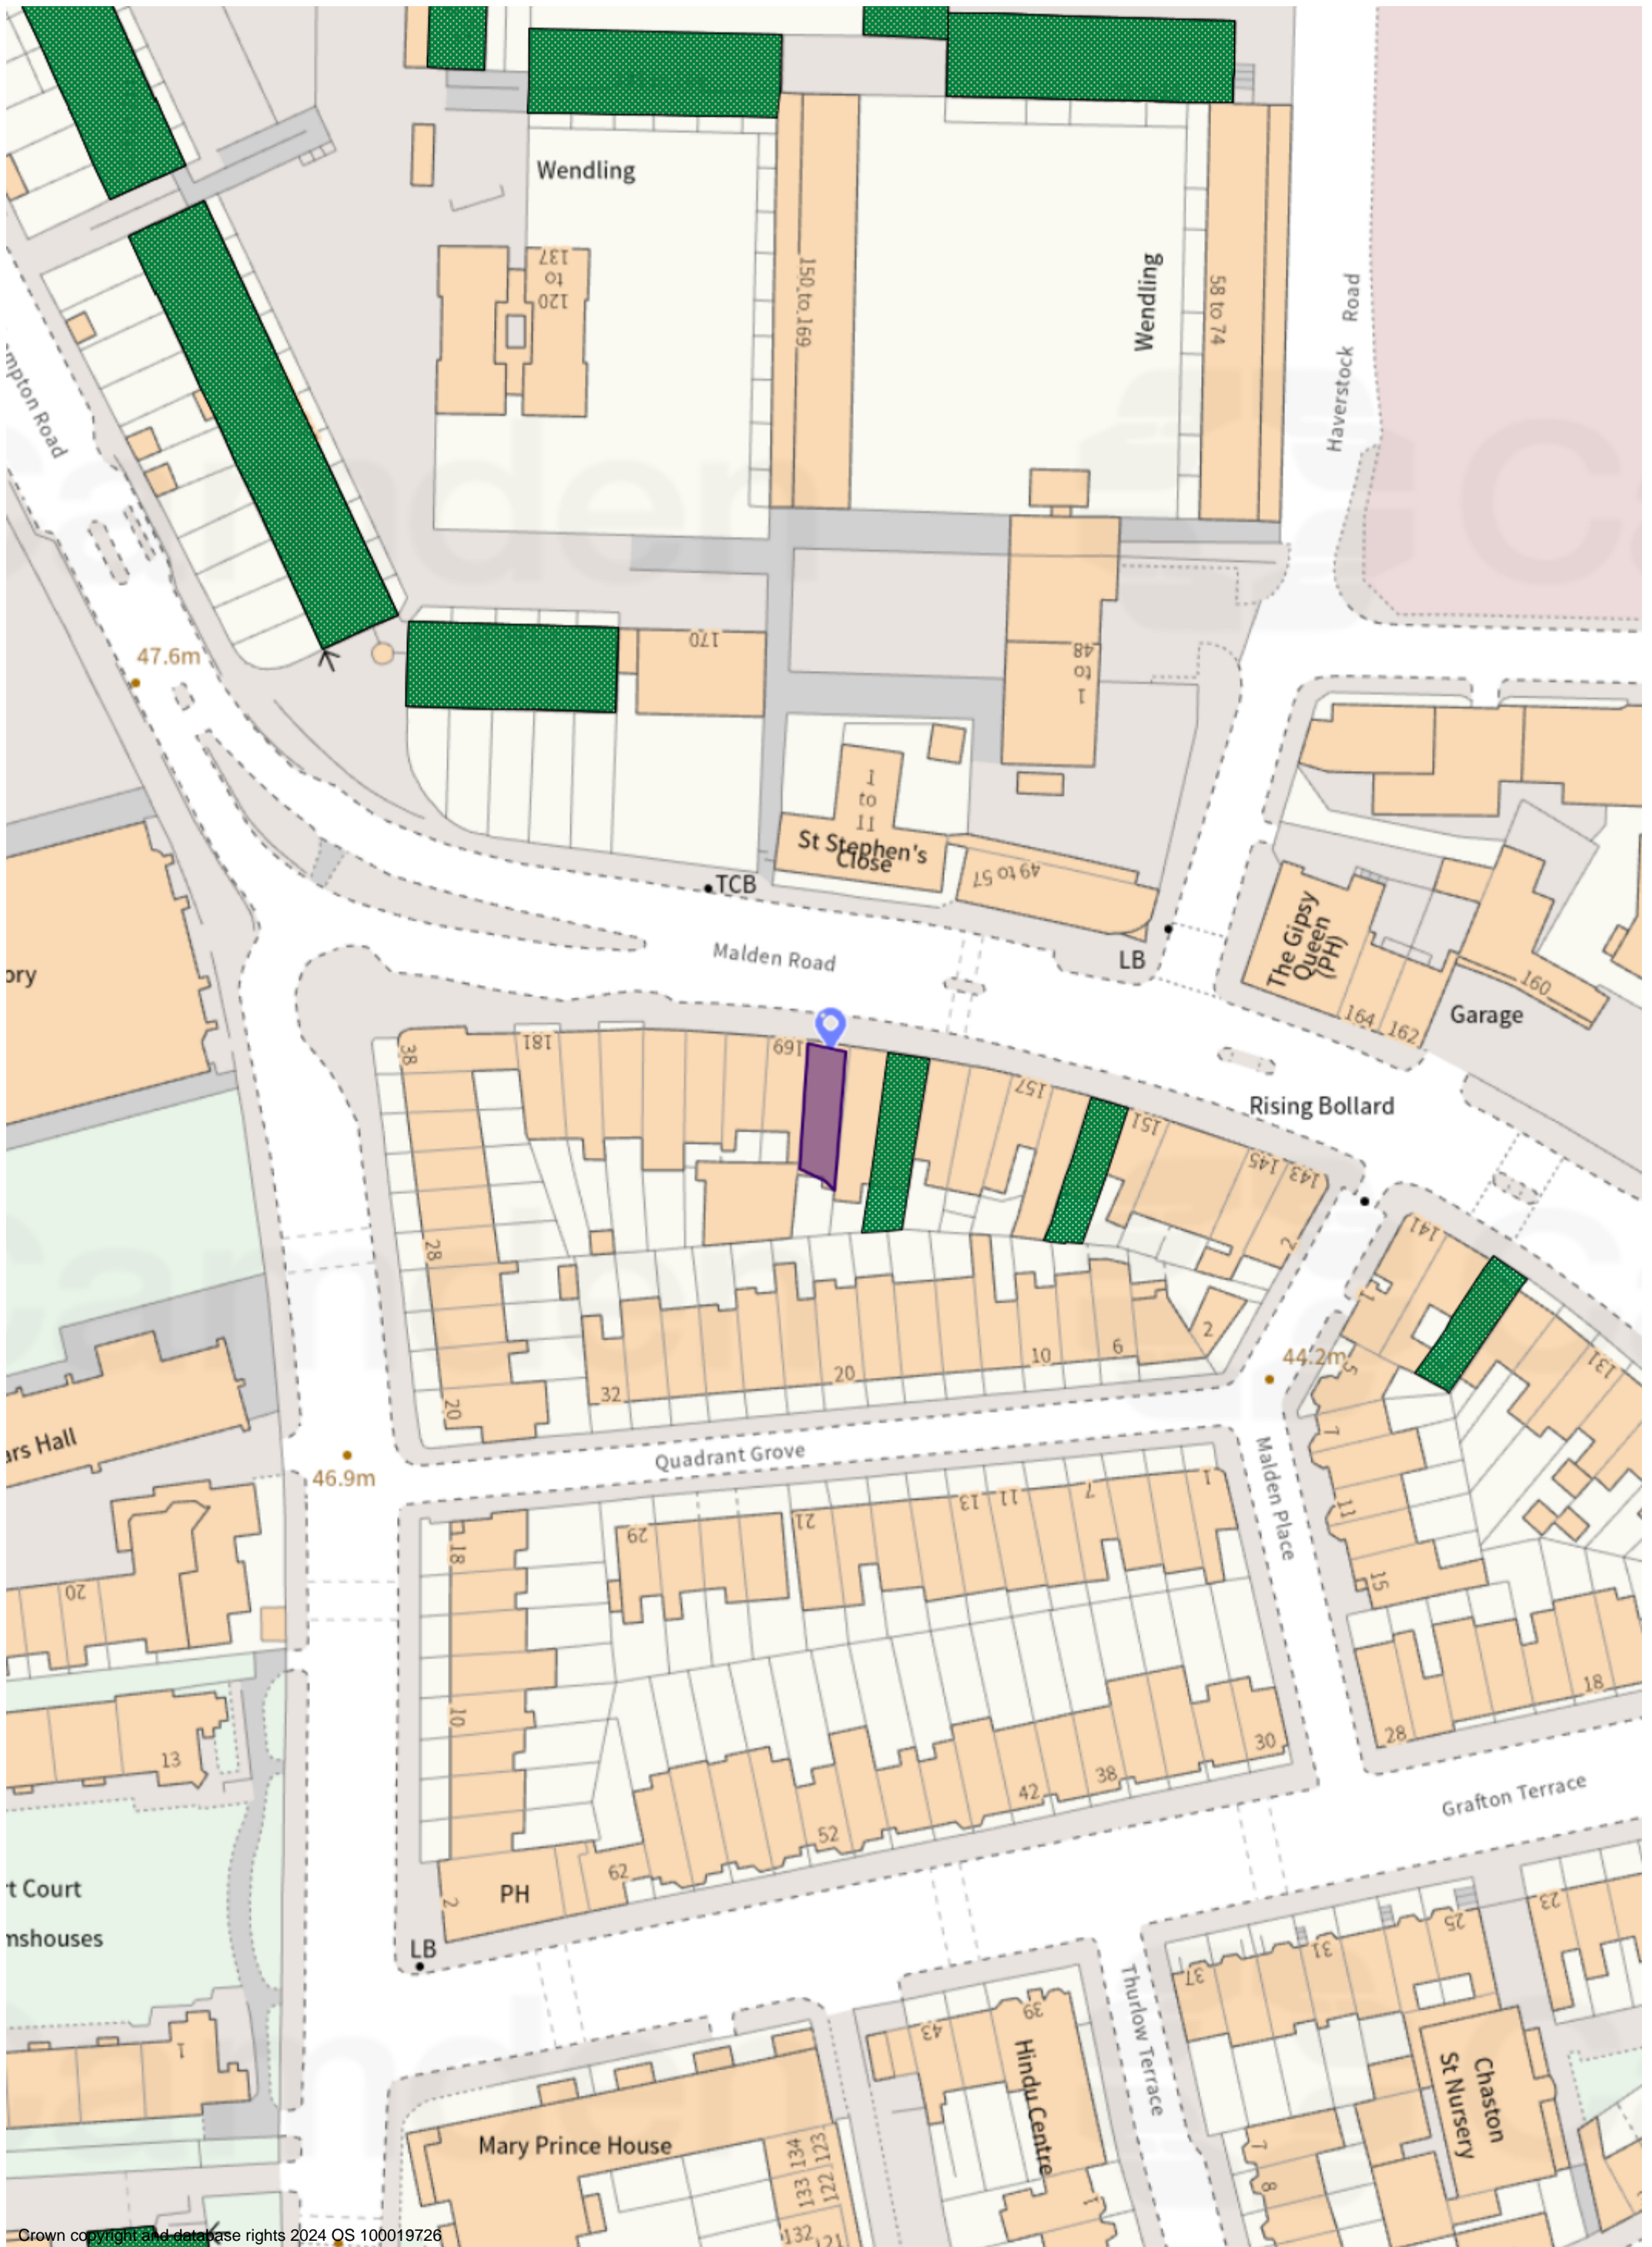 Wendling
137
to
120
150 to 169
Wendling
58 to 74
Haverstock Road
mpton Road
47.6m
170
48
to
1
1
to
11
St Stephen's
Close
49 to 57
TCB
Malden Road
LB
The Gipsy
Queen
(PH)
164
162
160
Garage
ory
38
181
169
157
151
145
143
Rising Bollard
2
141
1
28
20
32
20
10
6
2
44.2m
5
131
7
11
15
ars Hall
46.9m
Quadrant Grove
Malden Place
18
29
21
13
11
7
1
20
10
13
28
18
30
38
42
52
62
PH
2
LB
Grafton Terrace
rt Court
mshouses
1
37
31
25
23
Thurlow Terrace
43
39
Hindu Centre
Chaston
St Nursery
Mary Prince House
134
133
132
123
122
121
7
8
1
Camden
Crown copyright and database rights 2024 OS 100019726